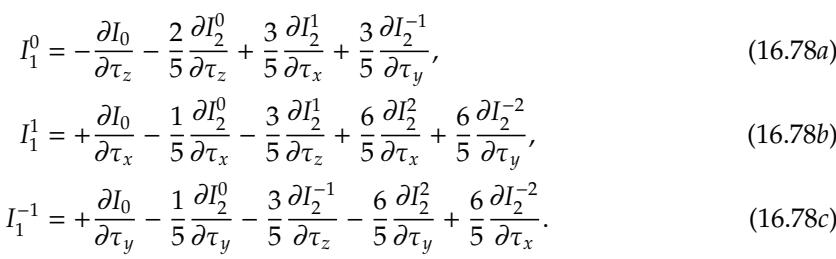 I_1^0 = -\frac{\partial I_0}{\partial \tau_z} - \frac{2}{5} \frac{\partial I_2^0}{\partial \tau_z} + \frac{3}{5} \frac{\partial I_2^1}{\partial \tau_x} + \frac{3}{5} \frac{\partial I_2^{-1}}{\partial \tau_y}, (16.78a)
I_1^1 = +\frac{\partial I_0}{\partial \tau_x} - \frac{1}{5} \frac{\partial I_2^0}{\partial \tau_x} - \frac{3}{5} \frac{\partial I_2^1}{\partial \tau_z} + \frac{6}{5} \frac{\partial I_2^2}{\partial \tau_x} + \frac{6}{5} \frac{\partial I_2^{-2}}{\partial \tau_y}, (16.78b)
I_1^{-1} = +\frac{\partial I_0}{\partial \tau_y} - \frac{1}{5} \frac{\partial I_2^0}{\partial \tau_y} - \frac{3}{5} \frac{\partial I_2^{-1}}{\partial \tau_z} - \frac{6}{5} \frac{\partial I_2^2}{\partial \tau_y} + \frac{6}{5} \frac{\partial I_2^{-2}}{\partial \tau_x}. (16.78c)